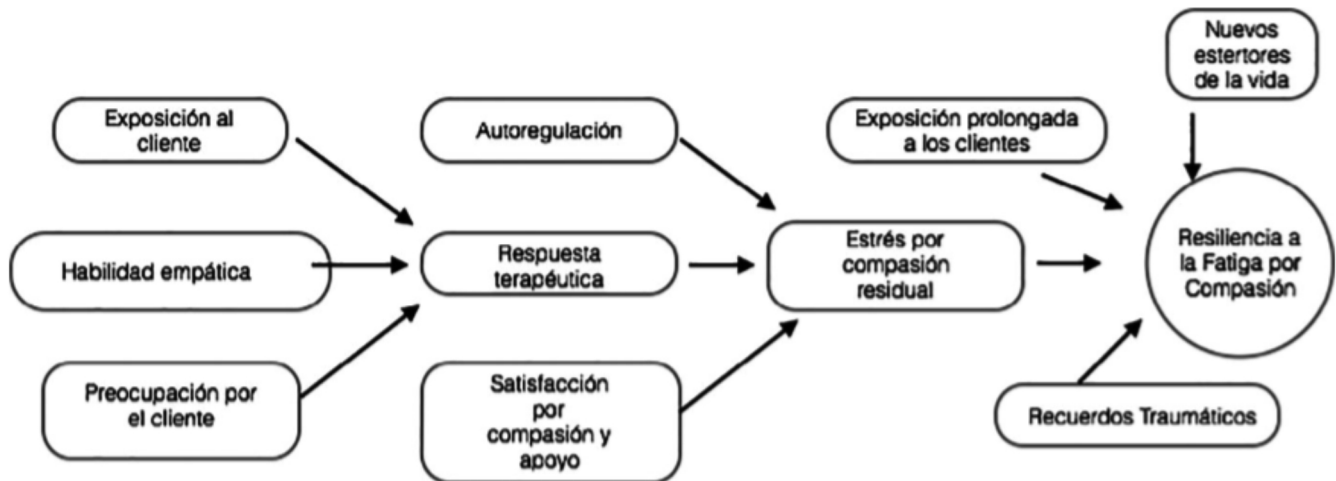 Exposición al
cliente
Habilidad empática
Preocupación por
el cliente
Autoregulación
Respuesta
terapéutica
Satisfacción
por
compasión y
apoyo
Estrés por
compasión
residual
Exposición prolongada
a los clientes
Nuevos
estertores
de la vida
Resiliencia a
la Fatiga por
Compasión
Recuerdos Traumáticos